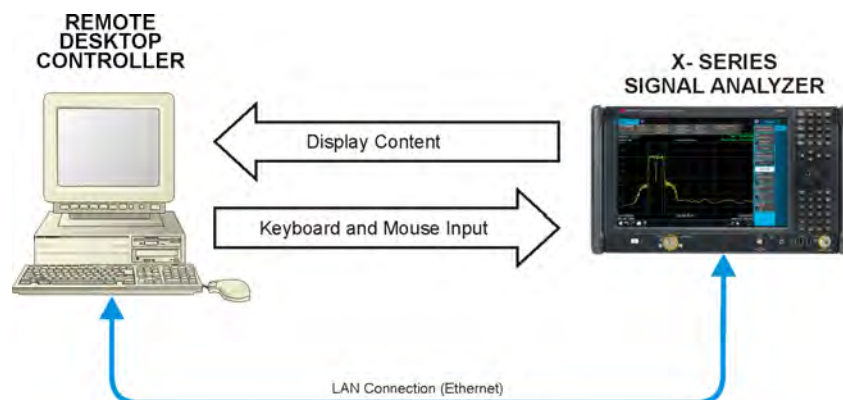 REMOTE
DESKTOP
CONTROLLER
X- SERIES
SIGNAL ANALYZER
Display Content
Keyboard and Mouse Input
LAN Connection (Ethernet)